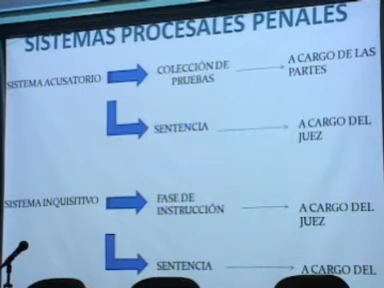 SISTEMAS PROCESALES PENALES
SISTEMA ACUSATORIO
COLECCIÓN DE
PRUEBAS
A CARGO DE LAS
PARTES
SENTENCIA
A CARGO DEL
JUEZ
SISTEMA INQUISITIVO
FASE DE
INSTRUCCIÓN
A CARGO DEL
JUEZ
SENTENCIA
A CARGO DEL